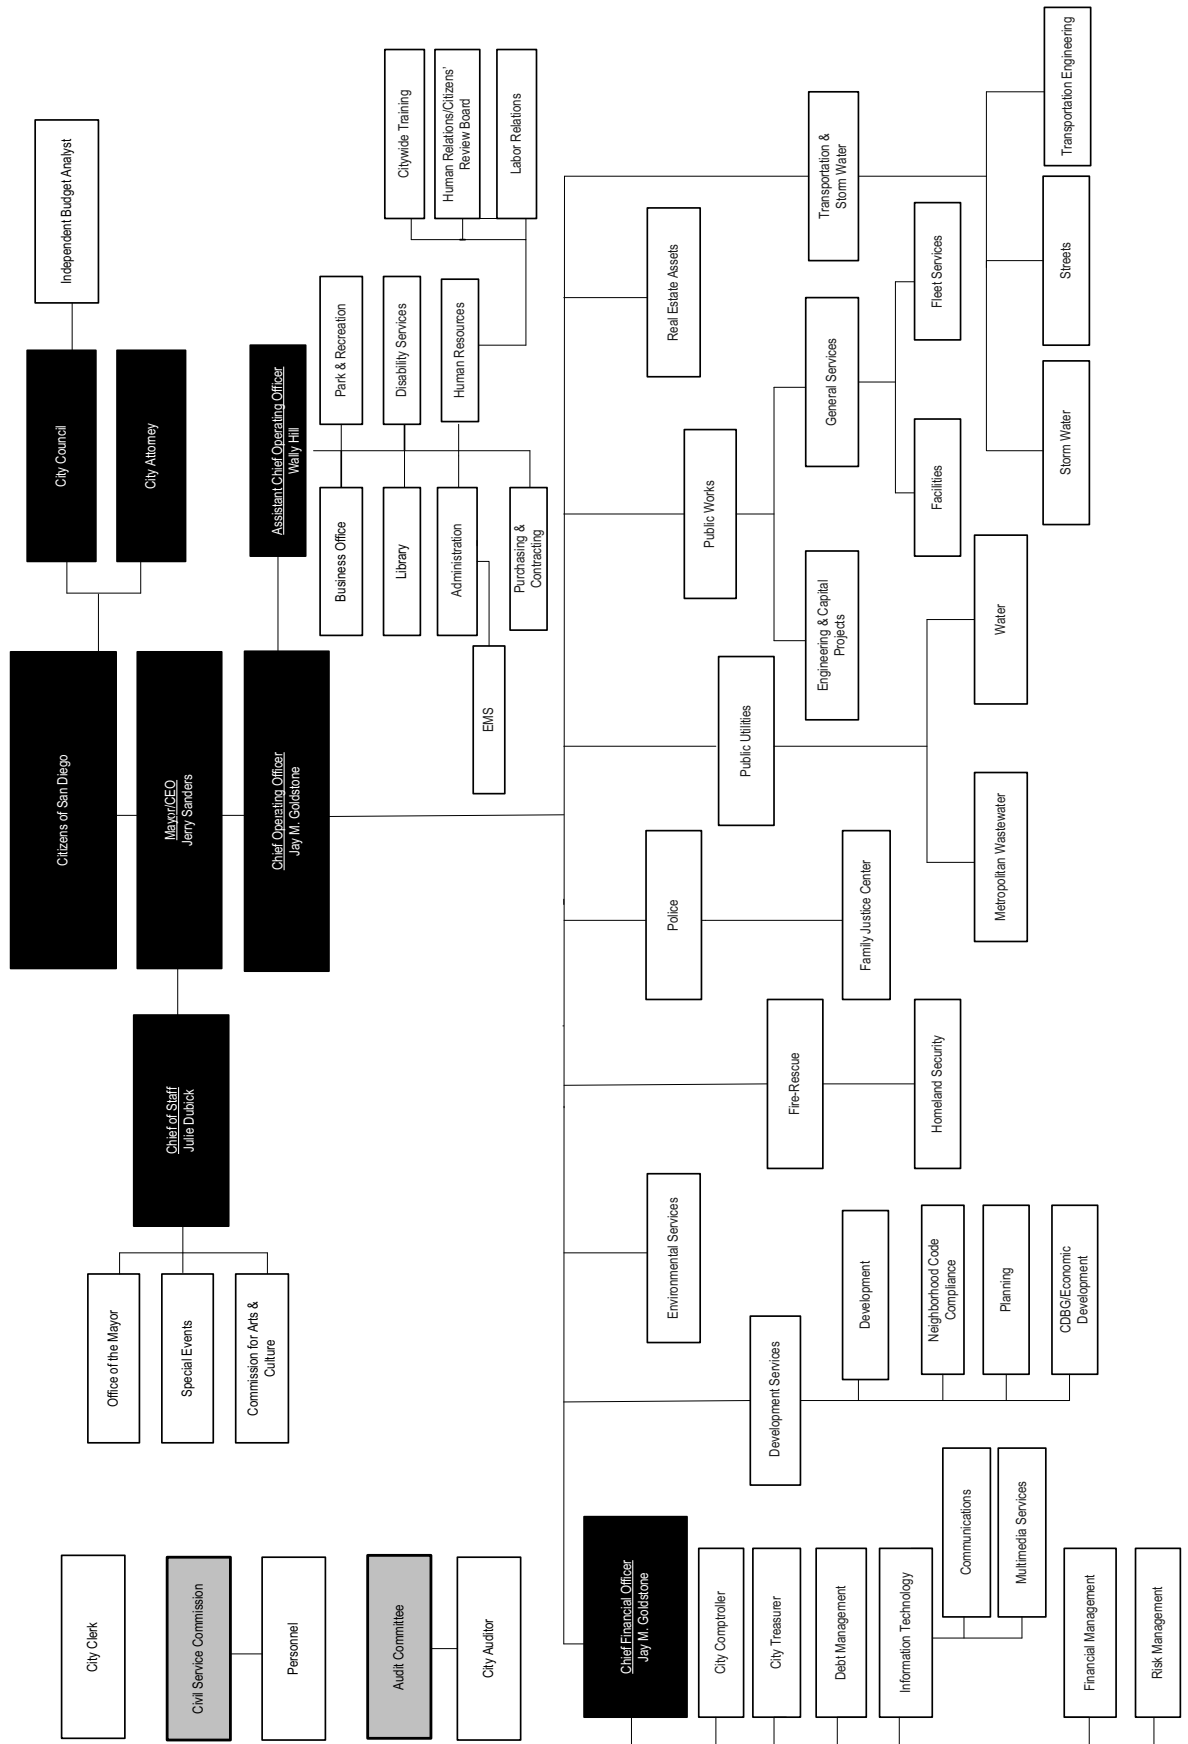 City Clerk
Civil Service Commission
Personnel
Audit Committee
City Auditor
Citizens of San Diego
City Council
City Attorney
Independent Budget Analyst
Mayor/CEO
Jerry Sanders
Chief of Staff
Julie Dubick
Office of the Mayor
Special Events
Commission for Arts &
Culture
Chief Operating Officer
Jay M. Goldstone
Assistant Chief Operating Officer
Wally Hill
Business Office
Park & Recreation
Library
Disability Services
Administration
Human Resources
EMS
Purchasing &
Contracting
Citywide Training
Human Relations/Citizens'
Review Board
Labor Relations
Chief Financial Officer
Jay M. Goldstone
City Comptroller
City Treasurer
Debt Management
Information Technology
Communications
Multimedia Services
Financial Management
Risk Management
Development Services
Development
Neighborhood Code
Compliance
Planning
CDBG/Economic
Development
Environmental Services
Fire-Rescue
Homeland Security
Police
Family Justice Center
Public Utilities
Metropolitan Wastewater
Water
Public Works
Engineering & Capital
Projects
General Services
Facilities
Fleet Services
Real Estate Assets
Transportation &
Storm Water
Storm Water
Streets
Transportation Engineering